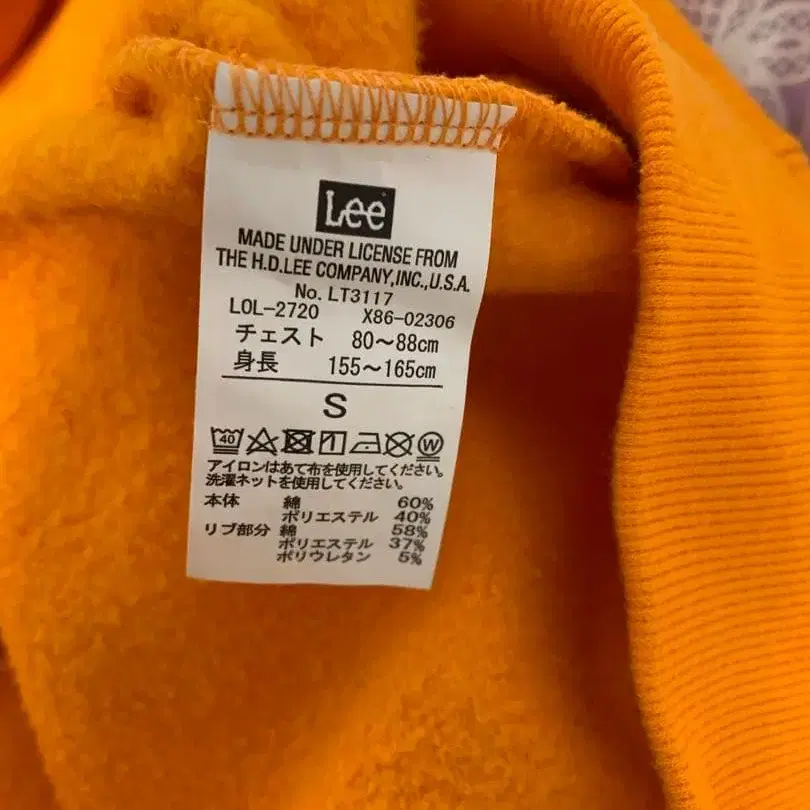 Lee
MADE UNDER LICENSE FROM
THE H.D.LEE COMPANY,INC.,U.S.A.
No. LT3117
LOL-2720 X86-02306
チェスト 80〜88cm
身長 155〜165cm
S
40 W
アイロンはあて布を使用してください。
洗濯ネットを使用してください。
本体 綿 60%
ポリエステル 40%
リブ部分 綿 58%
ポリエステル 37%
ポリウレタン 5%